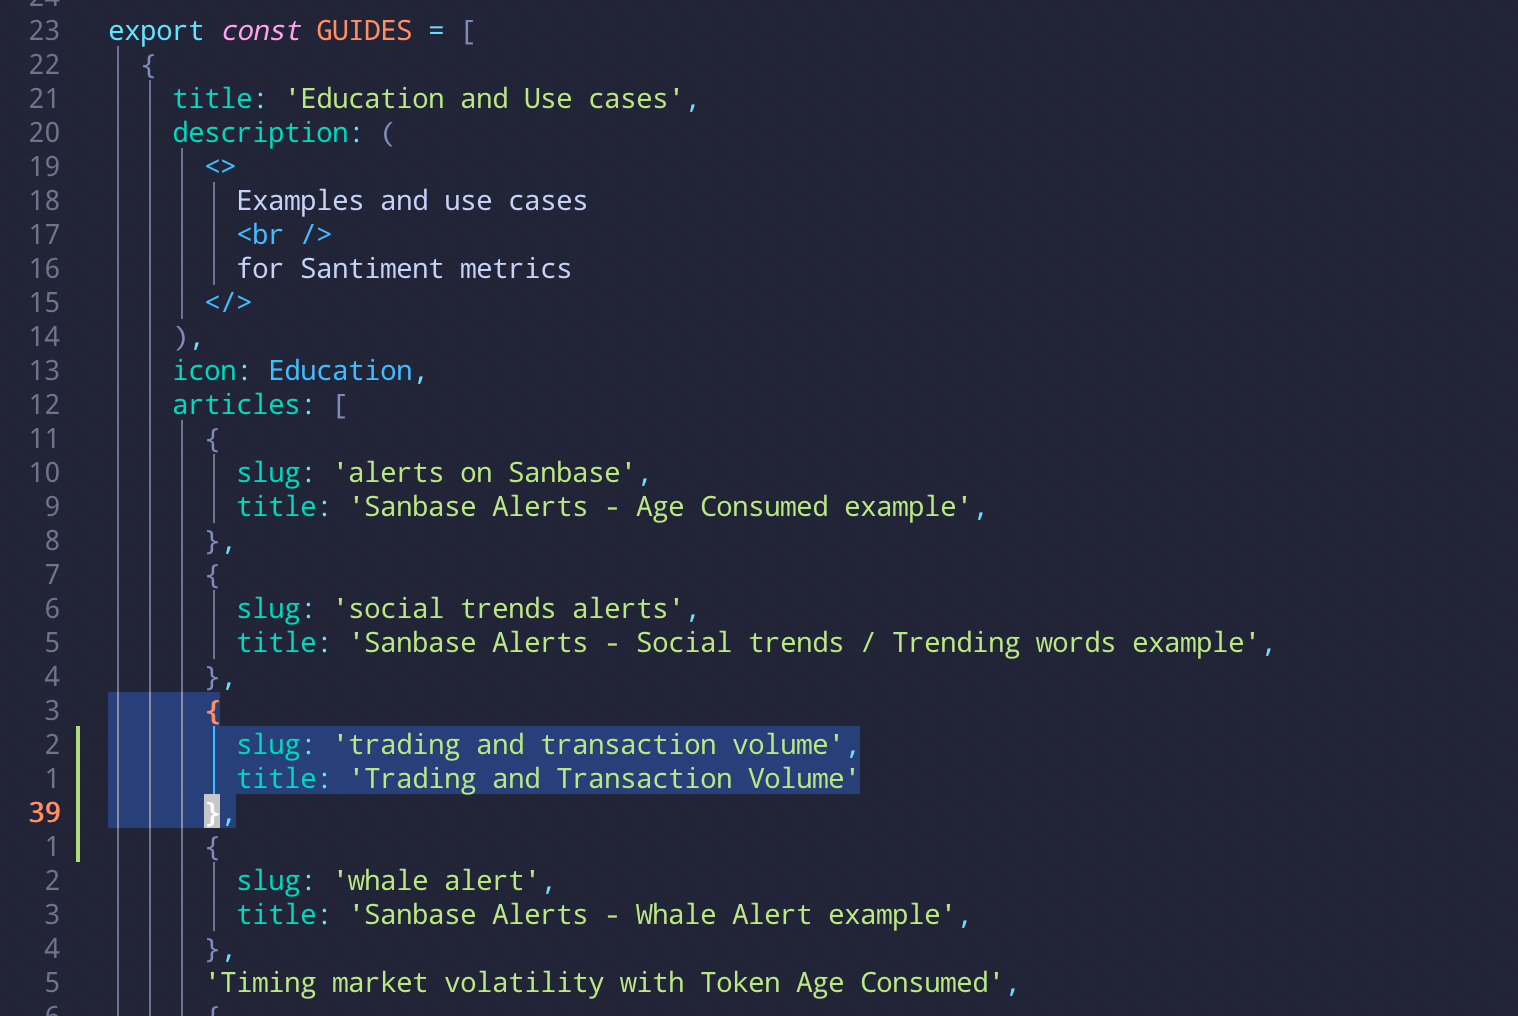 24
23 export const GUIDES = [
22 {
21 title: 'Education and Use cases',
20 description: (
19 <>
18 Examples and use cases
17 <br />
16 for Santiment metrics
15 </>
14 ),
13 icon: Education,
12 articles: [
11 {
10 slug: 'alerts on Sanbase',
9 title: 'Sanbase Alerts - Age Consumed example',
8 },
7 {
6 slug: 'social trends alerts',
5 title: 'Sanbase Alerts - Social trends / Trending words example',
4 },
3 {
2 slug: 'trading and transaction volume',
1 title: 'Trading and Transaction Volume'
39 },
1 {
2 slug: 'whale alert',
3 title: 'Sanbase Alerts - Whale Alert example',
4 },
5 'Timing market volatility with Token Age Consumed',
6 {